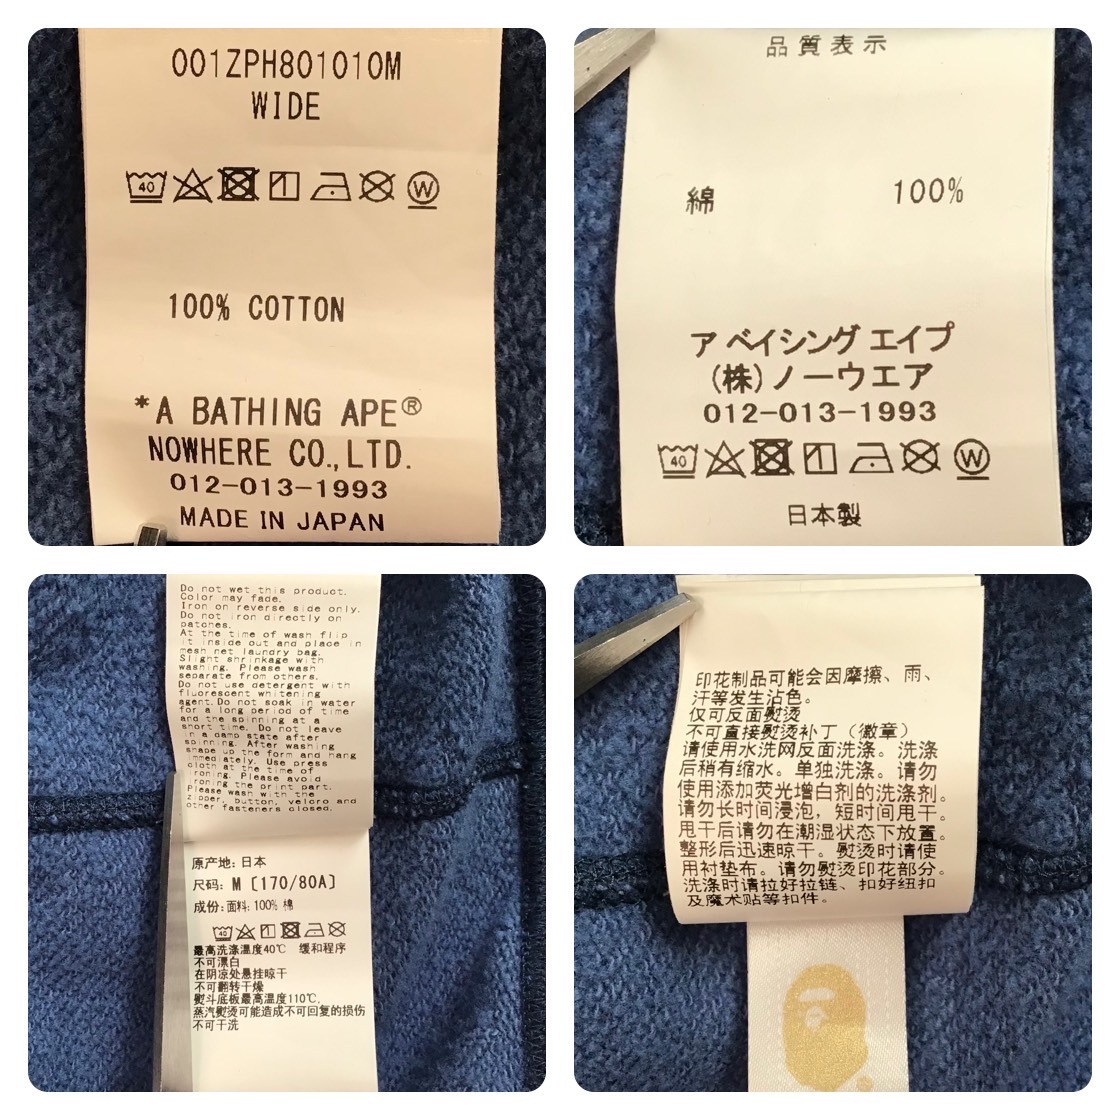 001ZPH801010M
WIDE
40
W
100% COTTON
*A BATHING APE®
NOWHERE CO.,LTD.
012-013-1993
MADE IN JAPAN
品質表示
綿 100%
ア ベイシング エイプ
(株)ノーウエア
012-013-1993
40
W
日本製
Do not wet this product.
Color may fade.
Iron on reverse side only.
Do not iron directly on
patches.
At the time of wash flip
it inside out and place in
mesh net laundry bag.
Slight shrinkage with
washing. Please wash
separate from others.
Do not use detergent with
fluorescent whitening
agent.Do not soak in water
for a long period of time
and the spinning at a
short time. Do not leave
in a damp state after
spinning. After washing
shape up the form and hang
immediately. Use press
cloth at the time of
ironing. Please avoid
ironing the print part.
Please wash with the
zipper, button, velcro and
other fasteners closed.
原产地: 日本
尺码: M [170/80A]
成份: 面料: 100% 棉
40
最高洗涤温度40℃ 缓和程序
不可漂白
在阴凉处悬挂晾干
不可翻转干燥
熨斗底板最高温度110℃,
蒸汽熨烫可能造成不可回复的损伤
不可干洗
印花制品可能会因摩擦、雨、
汗等发生沾色。
仅可反面熨烫
不可直接熨烫补丁（徽章）
请使用水洗网反面洗涤。洗涤
后稍有缩水。单独洗涤。请勿
使用添加荧光增白剂的洗涤剂。
请勿长时间浸泡，短时间甩干。
甩干后请勿在潮湿状态下放置。
整形后迅速晾干。熨烫时请使
用衬垫布。请勿熨烫印花部分。
洗涤时请拉好拉链、扣好纽扣
及魔术贴等扣件。
®